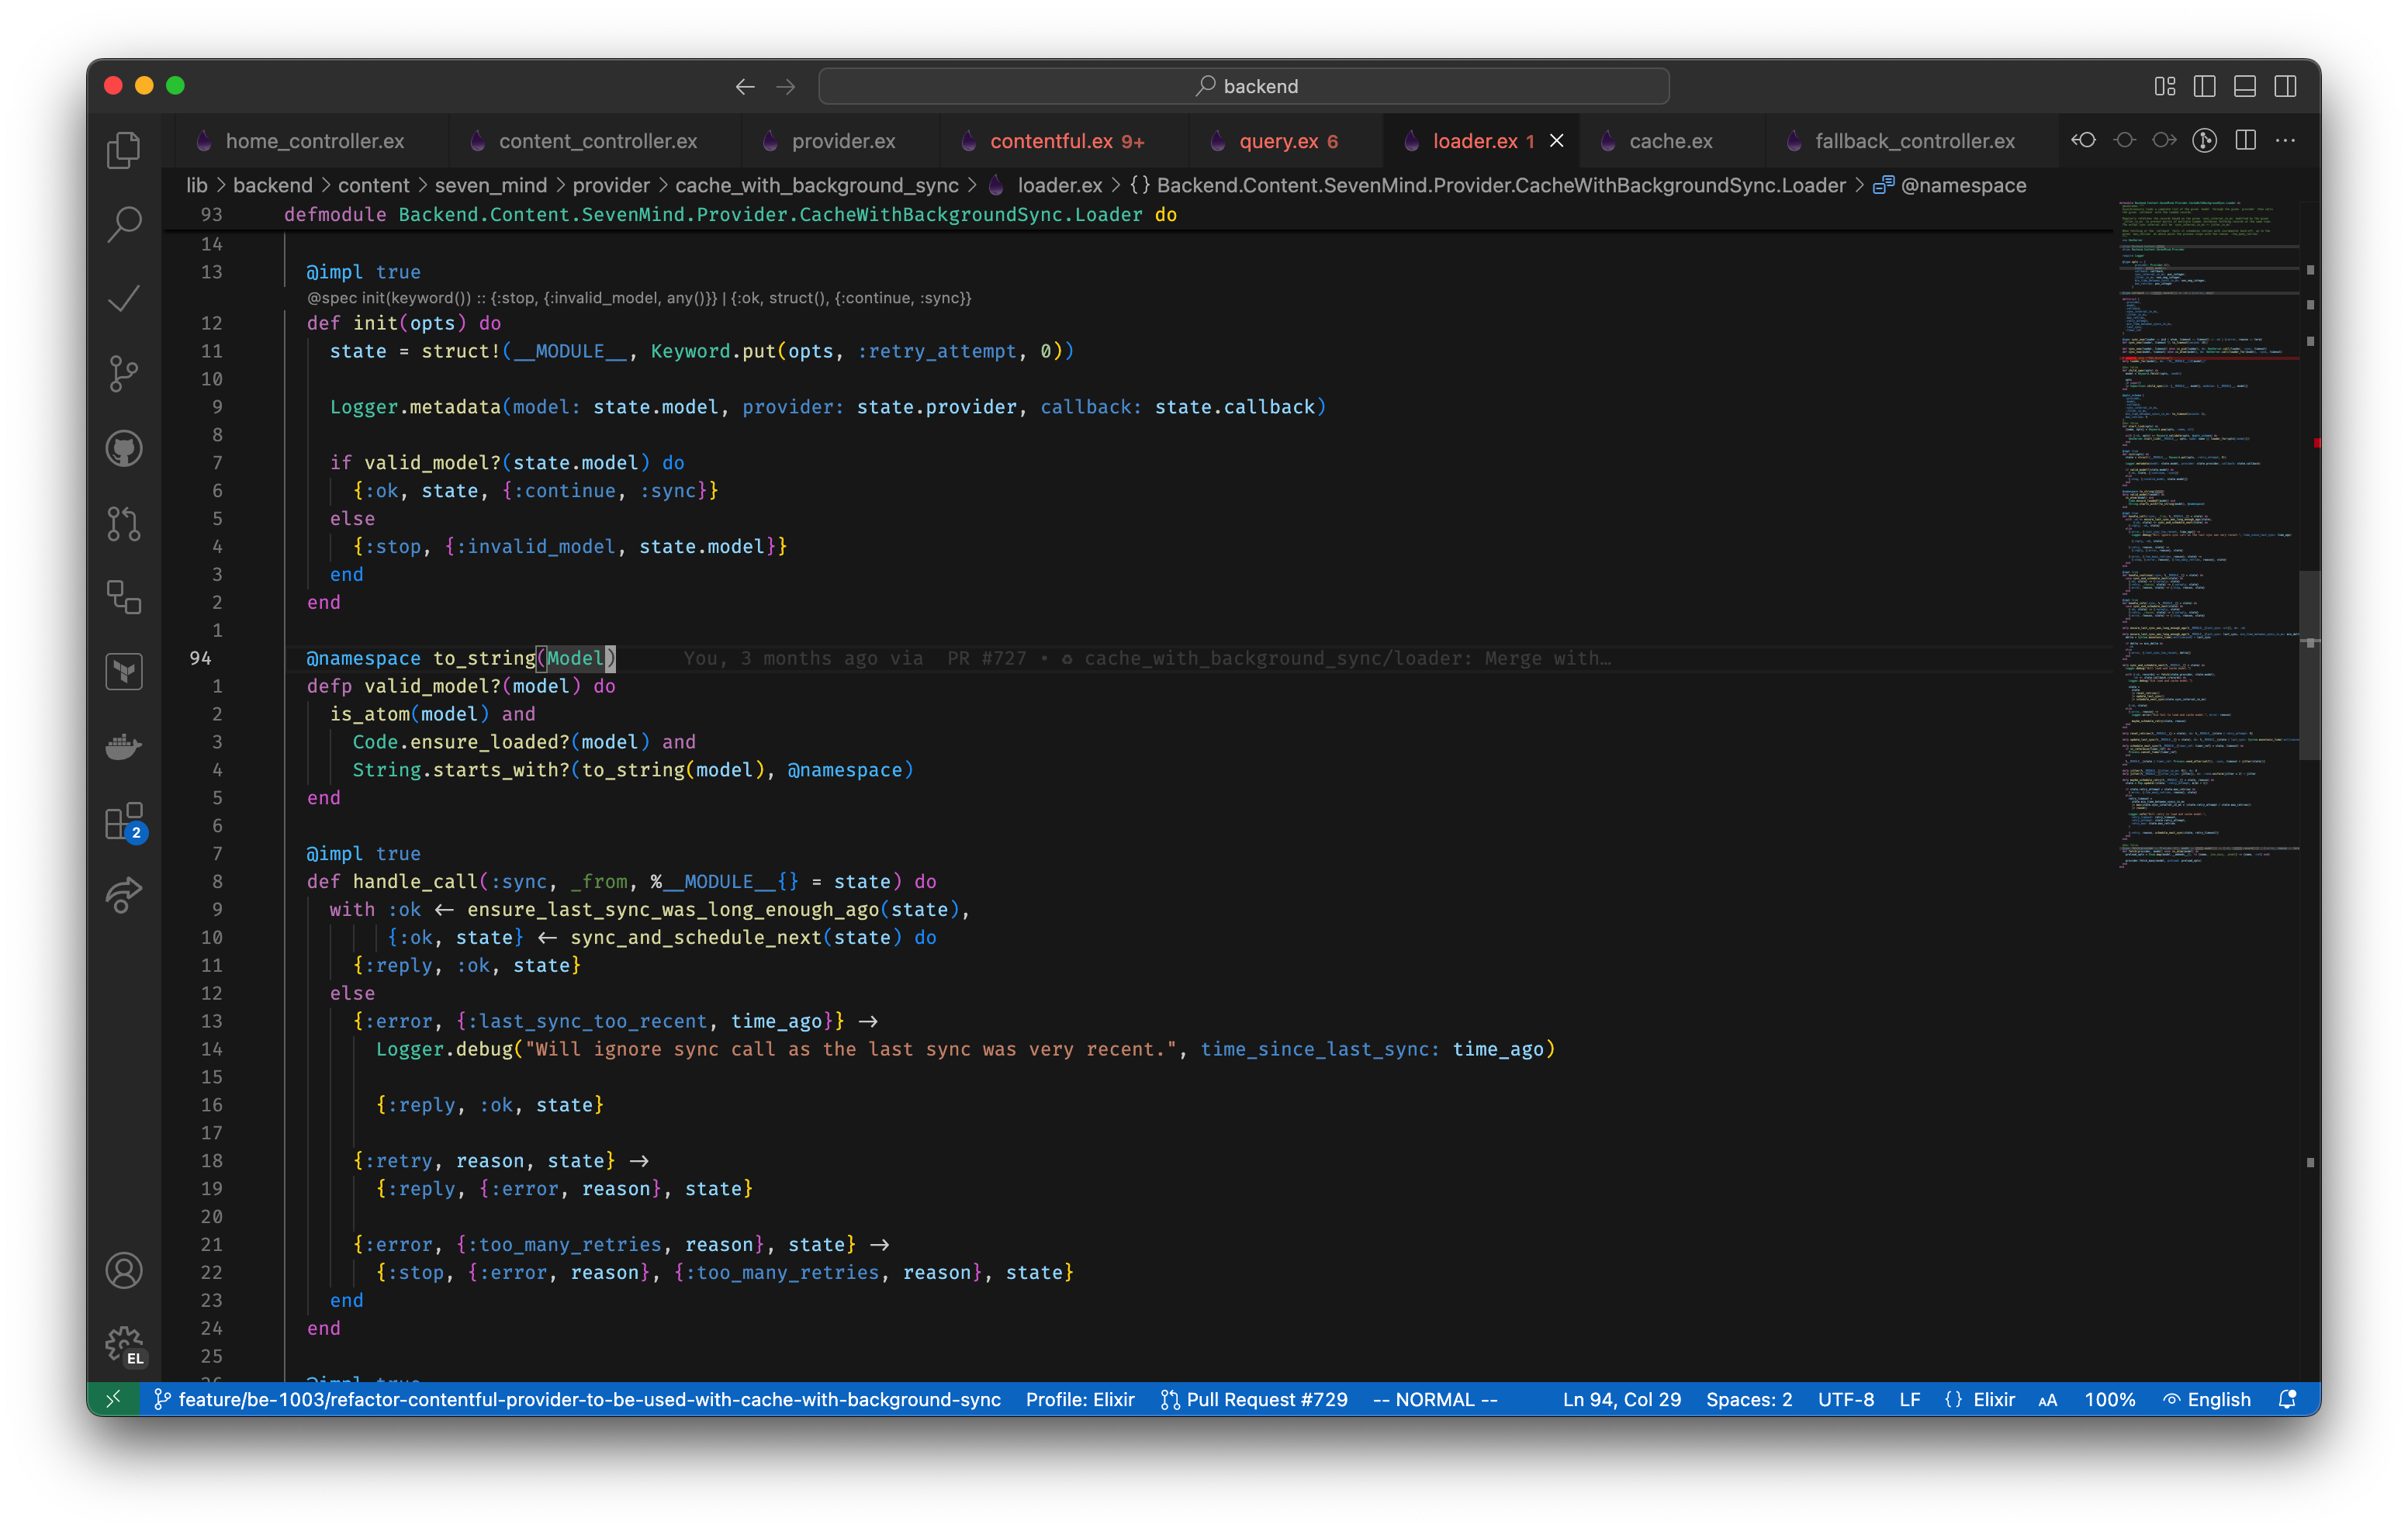 backend
home_controller.ex content_controller.ex provider.ex contentful.ex 9+ query.ex 6 loader.ex 1 cache.ex fallback_controller.ex
lib > backend > content > seven_mind > provider > cache_with_background_sync > loader.ex > {} Backend.Content.SevenMind.Provider.CacheWithBackgroundSync.Loader > @namespace
93 defmodule Backend.Content.SevenMind.Provider.CacheWithBackgroundSync.Loader do
14
13 @impl true
@spec init(keyword()) :: {:stop, {:invalid_model, any()}} | {:ok, struct(), {:continue, :sync}}
12 def init(opts) do
11 state = struct!(__MODULE__, Keyword.put(opts, :retry_attempt, 0))
10
9 Logger.metadata(model: state.model, provider: state.provider, callback: state.callback)
8
7 if valid_model?(state.model) do
6 {:ok, state, {:continue, :sync}}
5 else
4 {:stop, {:invalid_model, state.model}}
3 end
2 end
1
94 @namespace to_string(Model) You, 3 months ago via PR #727 • cache_with_background_sync/loader: Merge with…
1 defp valid_model?(model) do
2 is_atom(model) and
3 Code.ensure_loaded?(model) and
4 String.starts_with?(to_string(model), @namespace)
5 end
6
7 @impl true
8 def handle_call(:sync, _from, %__MODULE__{} = state) do
9 with :ok <- ensure_last_sync_was_long_enough_ago(state),
10 {:ok, state} <- sync_and_schedule_next(state) do
11 {:reply, :ok, state}
12 else
13 {:error, {:last_sync_too_recent, time_ago}} ->
14 Logger.debug("Will ignore sync call as the last sync was very recent.", time_since_last_sync: time_ago)
15
16 {:reply, :ok, state}
17
18 {:retry, reason, state} ->
19 {:reply, {:error, reason}, state}
20
21 {:error, {:too_many_retries, reason}, state} ->
22 {:stop, {:error, reason}, {:too_many_retries, reason}, state}
23 end
24 end
25
2
EL
feature/be-1003/refactor-contentful-provider-to-be-used-with-cache-with-background-sync Profile: Elixir Pull Request #729 -- NORMAL -- Ln 94, Col 29 Spaces: 2 UTF-8 LF {} Elixir AA 100% English